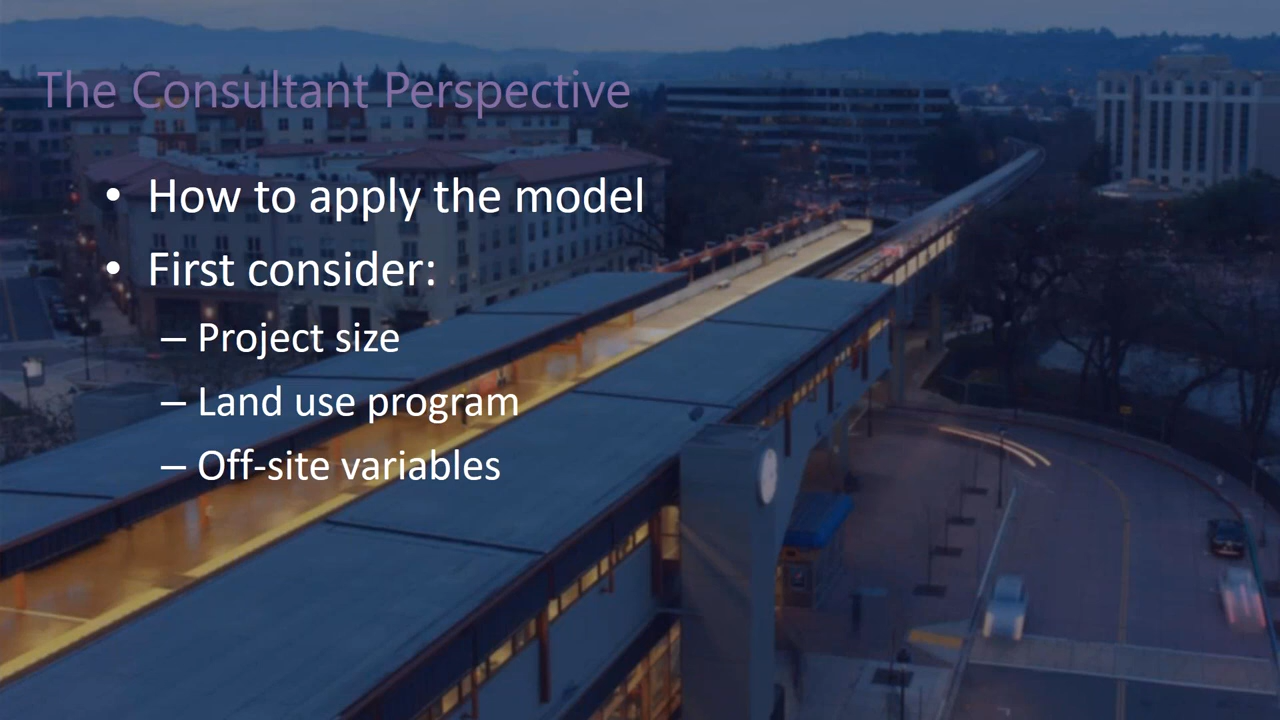 The Consultant Perspective
• How to apply the model
• First consider:
– Project size
– Land use program
– Off-site variables